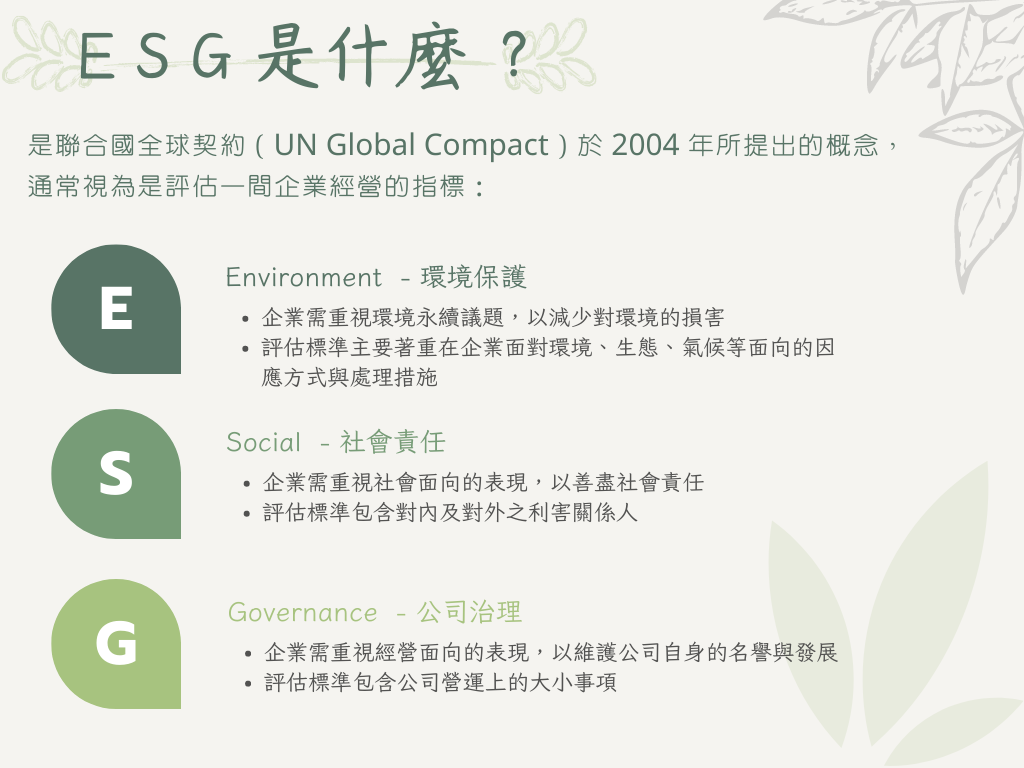 ESG是什麼？
是聯合國全球契約（UN Global Compact）於 2004 年所提出的概念，
通常視為是評估一間企業經營的指標：
E
Environment - 環境保護
• 企業需重視環境永續議題，以減少對環境的損害
• 評估標準主要著重在企業面對環境、生態、氣候等面向的因
應方式與處理措施
S
Social - 社會責任
• 企業需重視社會面向的表現，以善盡社會責任
• 評估標準包含對內及對外之利害關係人
G
Governance - 公司治理
• 企業需重視經營面向的表現，以維護公司自身的名譽與發展
• 評估標準包含公司營運上的大小事項